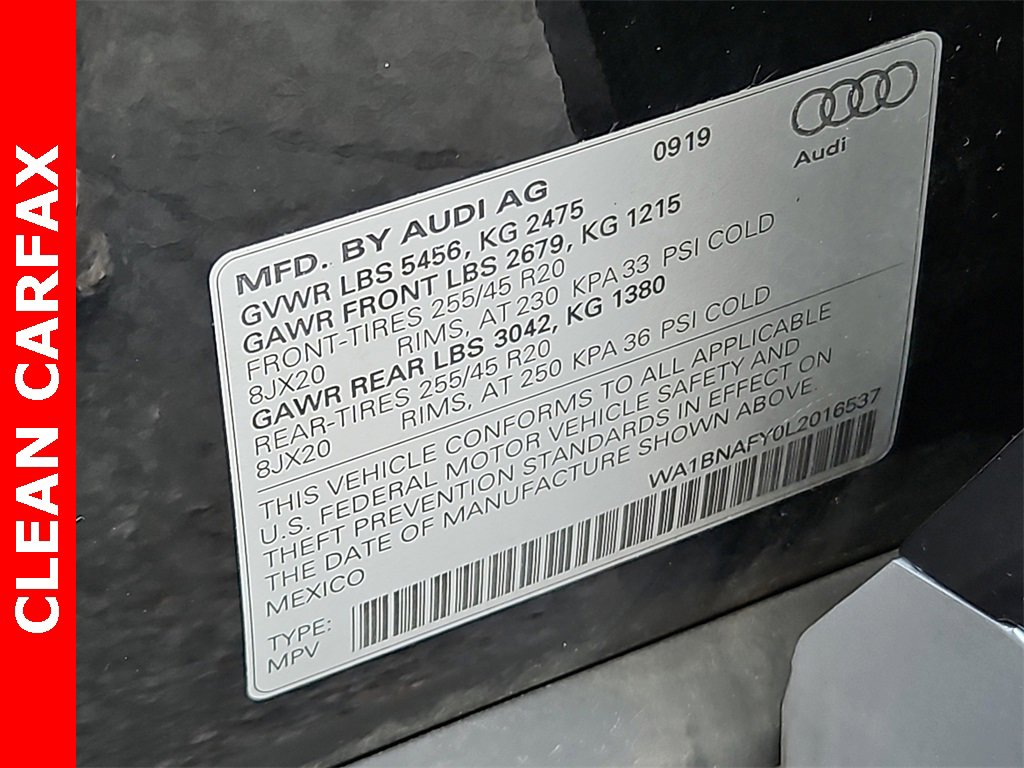 CLEAN CARFAX
0919
Audi
MFD. BY AUDI AG
GVWR LBS 5456, KG 2475
GAWR FRONT LBS 2679, KG 1215
FRONT-TIRES 255/45 R20
8JX20 RIMS, AT 230 KPA 33 PSI COLD
GAWR REAR LBS 3042, KG 1380
REAR-TIRES 255/45 R20
8JX20 RIMS, AT 250 KPA 36 PSI COLD
THIS VEHICLE CONFORMS TO ALL APPLICABLE
U.S. FEDERAL MOTOR VEHICLE SAFETY AND
THEFT PREVENTION STANDARDS IN EFFECT ON
THE DATE OF MANUFACTURE SHOWN ABOVE.
MEXICO
WA1BNAFY0L2016537
TYPE:
MPV